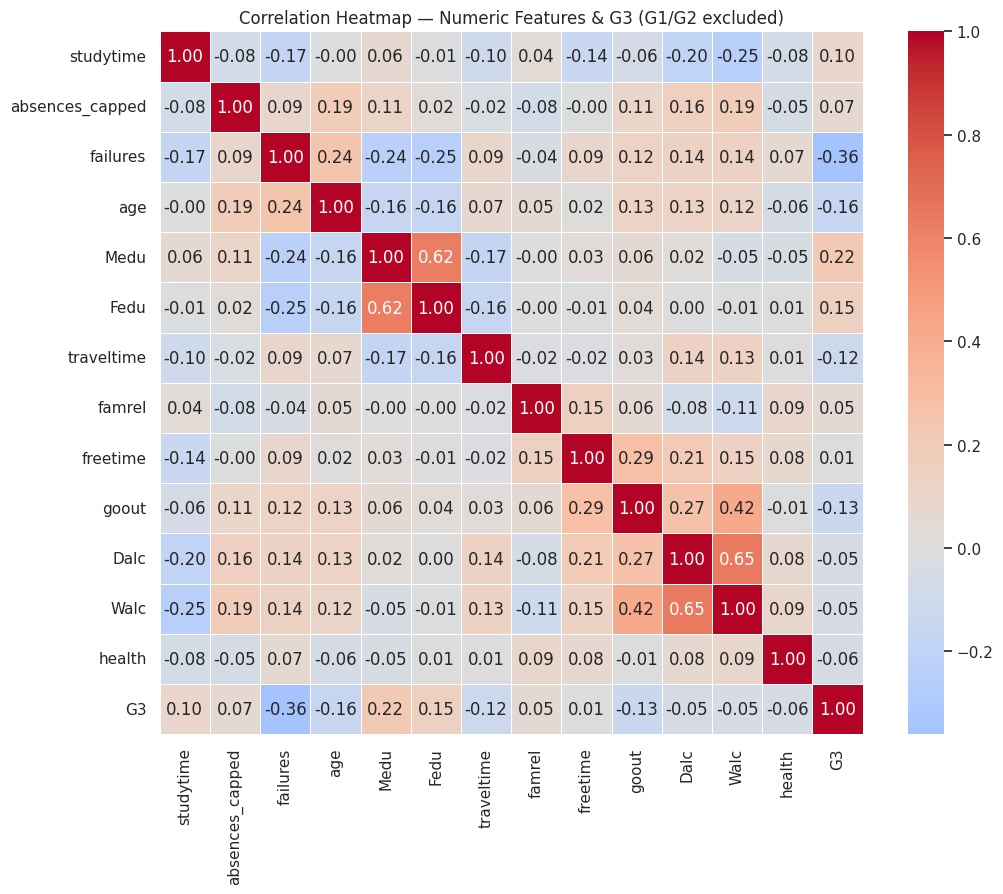 Correlation Heatmap — Numeric Features & G3 (G1/G2 excluded)
studytime 1.00 -0.08 -0.17 -0.00 0.06 -0.01 -0.10 0.04 -0.14 -0.06 -0.20 -0.25 -0.08 0.10
absences_capped -0.08 1.00 0.09 0.19 0.11 0.02 -0.02 -0.08 -0.00 0.11 0.16 0.19 -0.05 0.07
failures -0.17 0.09 1.00 0.24 -0.24 -0.25 0.09 -0.04 0.09 0.12 0.14 0.14 0.07 -0.36
age -0.00 0.19 0.24 1.00 -0.16 -0.16 0.07 0.05 0.02 0.13 0.13 0.12 -0.06 -0.16
Medu 0.06 0.11 -0.24 -0.16 1.00 0.62 -0.17 -0.00 0.03 0.06 0.02 -0.05 -0.05 0.22
Fedu -0.01 0.02 -0.25 -0.16 0.62 1.00 -0.16 -0.00 -0.01 0.04 0.00 -0.01 0.01 0.15
traveltime -0.10 -0.02 0.09 0.07 -0.17 -0.16 1.00 -0.02 -0.02 0.03 0.14 0.13 0.01 -0.12
famrel 0.04 -0.08 -0.04 0.05 -0.00 -0.00 -0.02 1.00 0.15 0.06 -0.08 -0.11 0.09 0.05
freetime -0.14 -0.00 0.09 0.02 0.03 -0.01 -0.02 0.15 1.00 0.29 0.21 0.15 0.08 0.01
goout -0.06 0.11 0.12 0.13 0.06 0.04 0.03 0.06 0.29 1.00 0.27 0.42 -0.01 -0.13
Dalc -0.20 0.16 0.14 0.13 0.02 0.00 0.14 -0.08 0.21 0.27 1.00 0.65 0.08 -0.05
Walc -0.25 0.19 0.14 0.12 -0.05 -0.01 0.13 -0.11 0.15 0.42 0.65 1.00 0.09 -0.05
health -0.08 -0.05 0.07 -0.06 -0.05 0.01 0.01 0.09 0.08 -0.01 0.08 0.09 1.00 -0.06
G3 0.10 0.07 -0.36 -0.16 0.22 0.15 -0.12 0.05 0.01 -0.13 -0.05 -0.05 -0.06 1.00
studytime absences_capped failures age Medu Fedu traveltime famrel freetime goout Dalc Walc health G3
1.0
0.8
0.6
0.4
0.2
0.0
−0.2